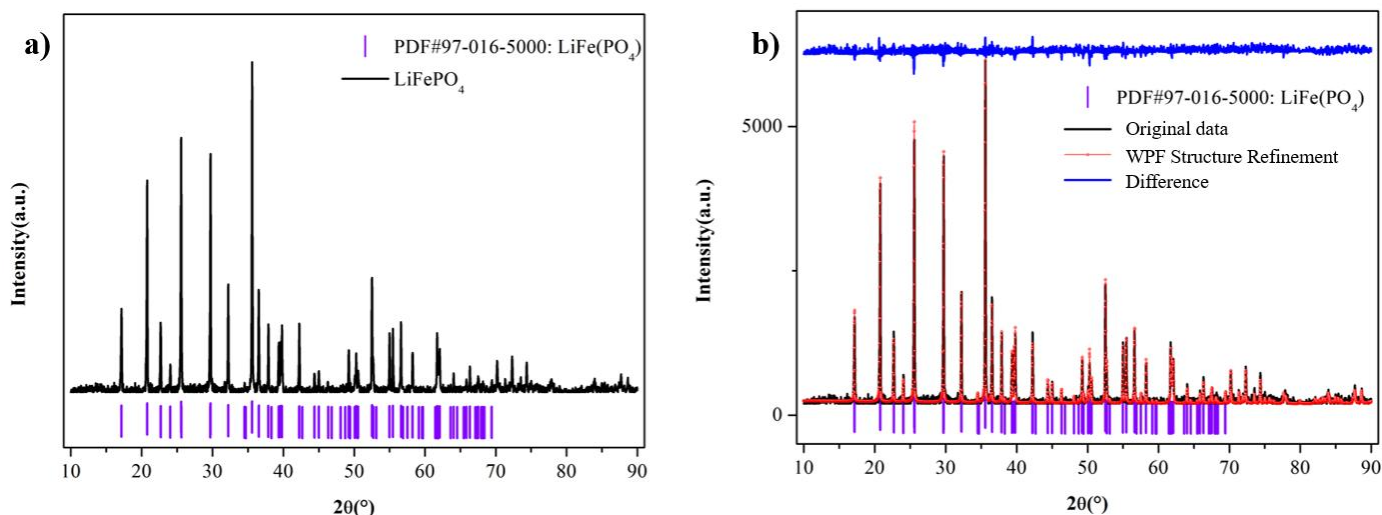 a)
PDF#97-016-5000: LiFe(PO₄)
LiFePO₄
Intensity(a.u.)
10 20 30 40 50 60 70 80 90
2θ(°)
b)
PDF#97-016-5000: LiFe(PO₄)
Original data
WPF Structure Refinement
Difference
5000
0
Intensity(a.u.)
10 20 30 40 50 60 70 80 90
2θ(°)